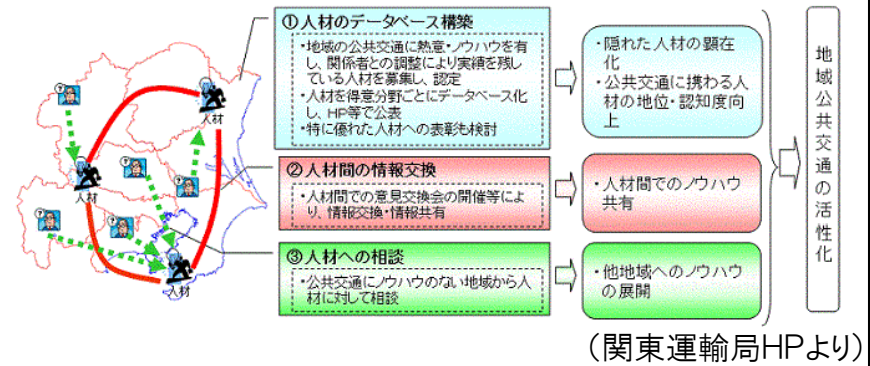 ①人材のデータベース構築
・地域の公共交通に熱意・ノウハウを有
し、関係者との調整により実績を残し
ている人材を募集し、認定
・人材を得意分野ごとにデータベース化
し、HP等で公表
・特に優れた人材への表彰も検討
・隠れた人材の顕在
化
・公共交通に携わる人
材の地位・認知度向
上
②人材間の情報交換
・人材間での意見交換会の開催等によ
り、情報交換・情報共有
・人材間でのノウハウ
共有
③人材への相談
・公共交通にノウハウのない地域から人
材に対して相談
・他地域へのノウハウ
の展開
地域公共交通の活性化
人材
人材
人材
?
?
?
?
?
(関東運輸局HPより)